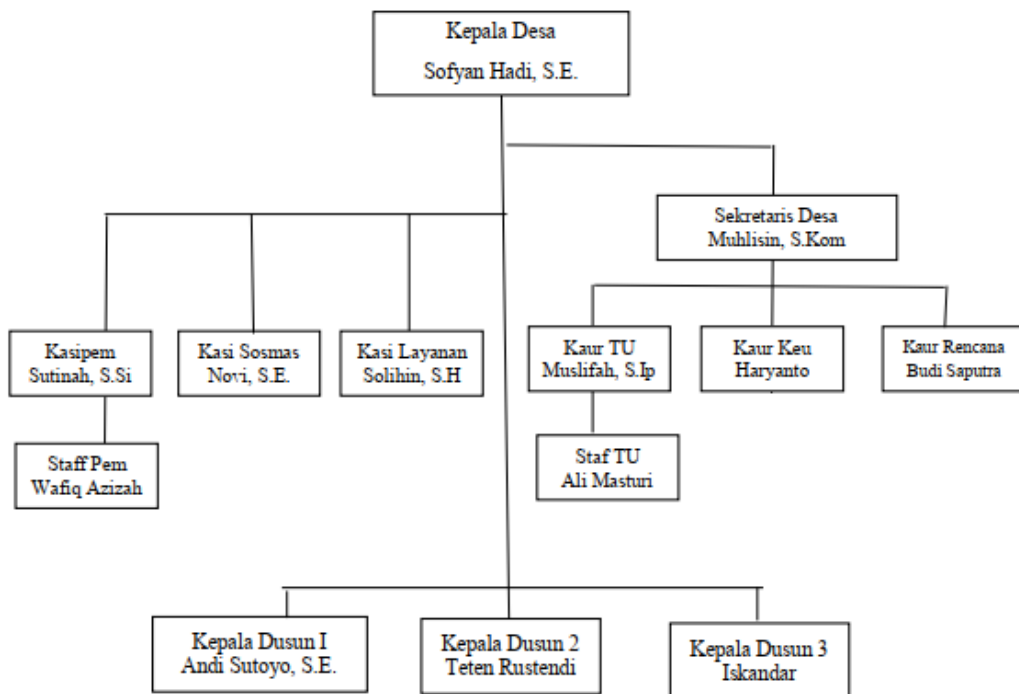 Kepala Desa
Sofyan Hadi, S.E.
Sekretaris Desa
Muhlisin, S.Kom
Kasipem
Sutinah, S.Si
Kasi Sosmas
Novi, S.E.
Kasi Layanan
Solihin, S.H
Kaur TU
Muslifah, S.Ip
Kaur Keu
Haryanto
Kaur Rencana
Budi Saputra
Staff Pem
Wafiq Azizah
Staf TU
Ali Masturi
Kepala Dusun I
Andi Sutoyo, S.E.
Kepala Dusun 2
Teten Rustendi
Kepala Dusun 3
Iskandar